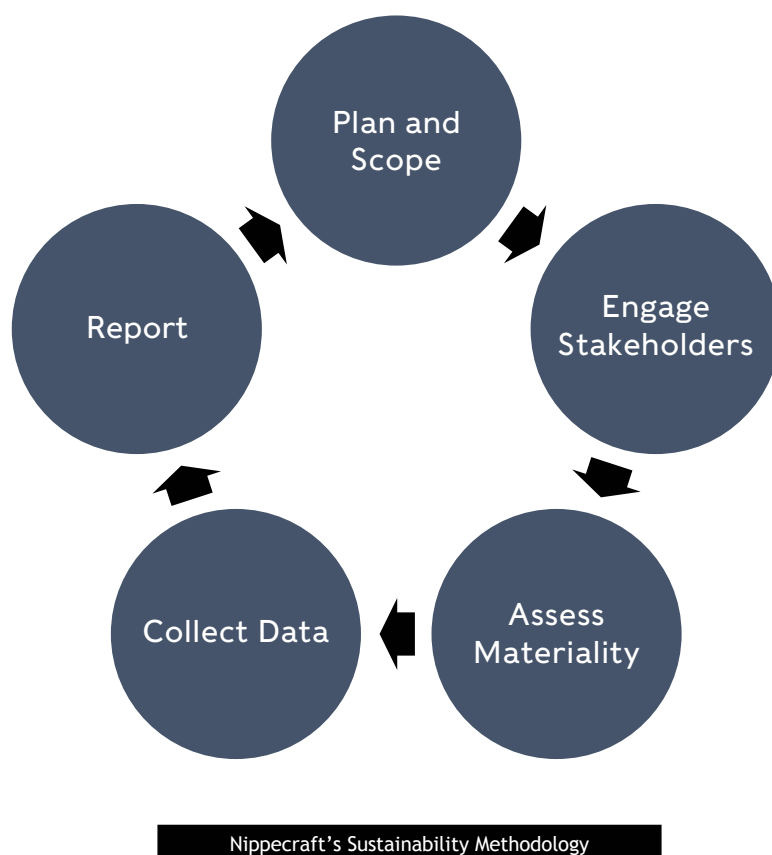 Plan and
Scope
Engage
Stakeholders
Assess
Materiality
Collect Data
Report
Nippecraft's Sustainability Methodology